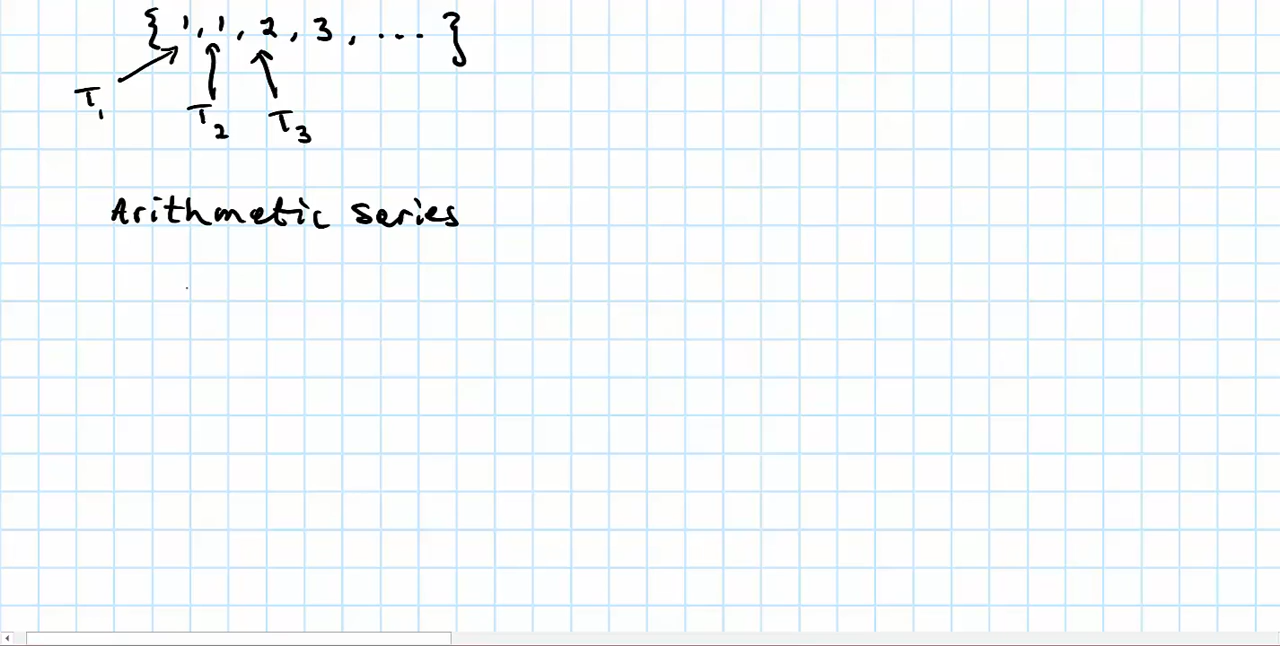 { 1, 1, 2, 3, ... }
T₁ T₂ T₃
Arithmetic series